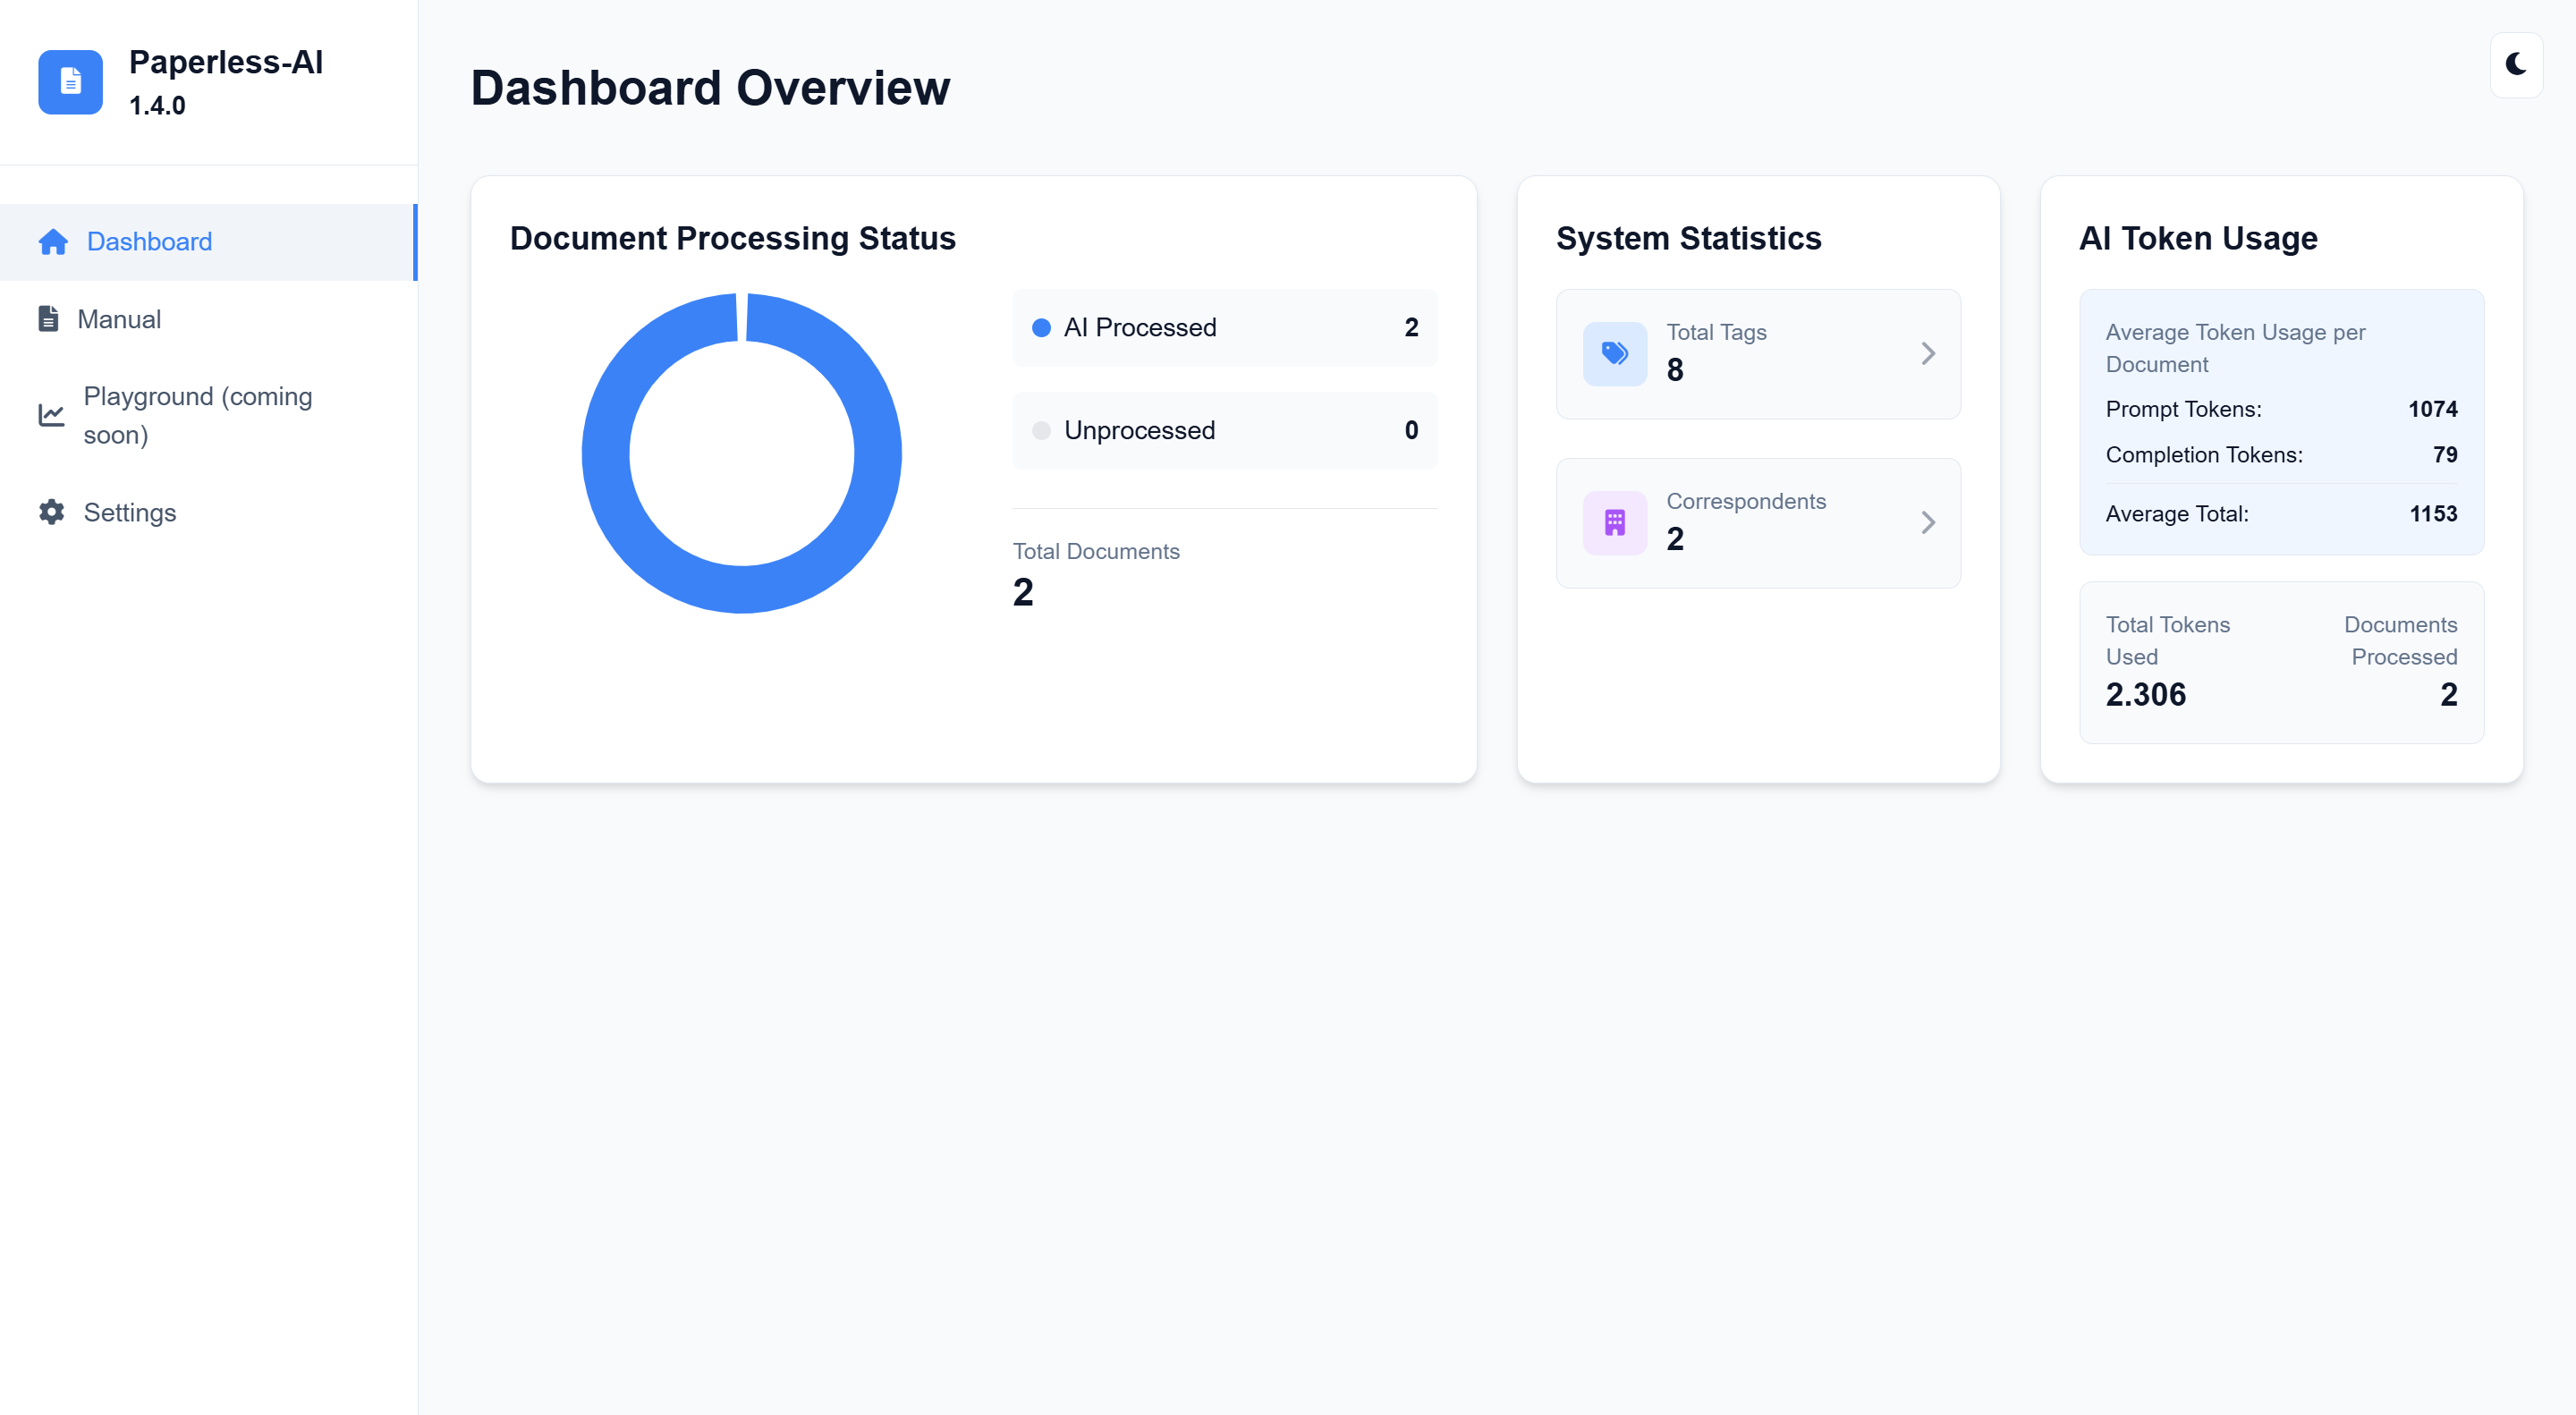 Paperless-AI
1.4.0
Dashboard
Manual
Playground (coming
soon)
Settings
Dashboard Overview
Document Processing Status
AI Processed 2
Unprocessed 0
Total Documents
2
System Statistics
Total Tags
8
Correspondents
2
AI Token Usage
Average Token Usage per
Document
Prompt Tokens: 1074
Completion Tokens: 79
Average Total: 1153
Total Tokens
Used
2.306
Documents
Processed
2